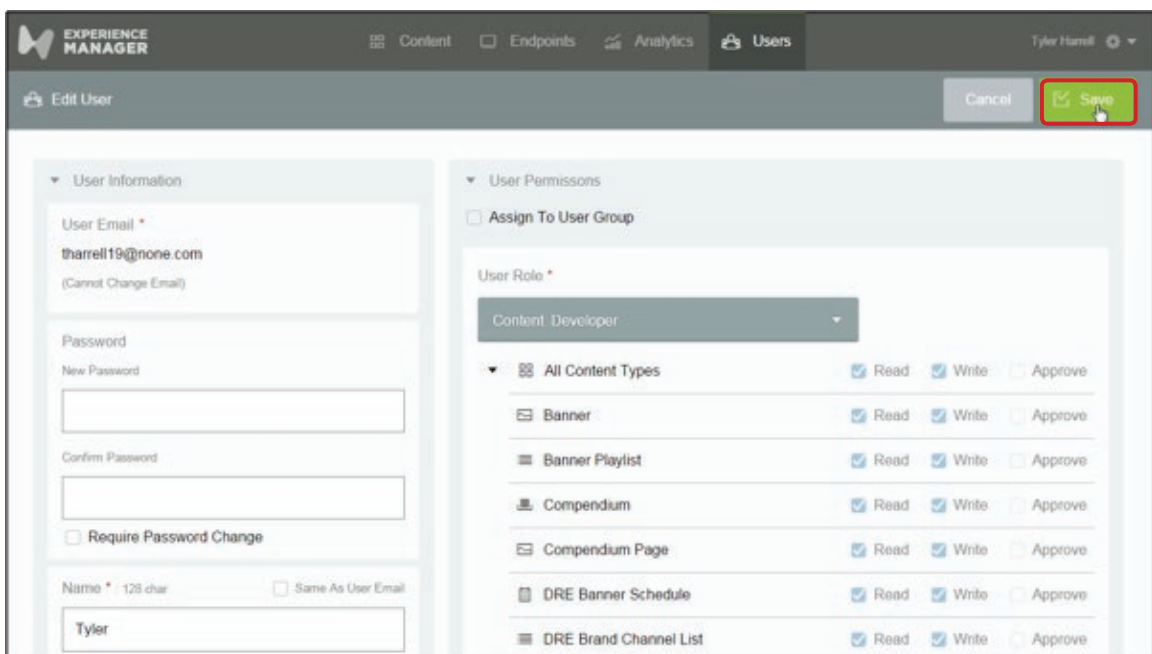 EXPERIENCE
MANAGER
Content Endpoints Analytics Users
Tyler Harrell
Edit User
Cancel Save
User Information
User Email *
tharrell19@none.com
(Cannot Change Email)
Password
New Password
Confirm Password
Require Password Change
Name * : 128 char Same As User Email
Tyler
User Permissons
Assign To User Group
User Role *
Content Developer
All Content Types Read Write Approve
Banner Read Write Approve
Banner Playlist Read Write Approve
Compendium Read Write Approve
Compendium Page Read Write Approve
DRE Banner Schedule Read Write Approve
DRE Brand Channel List Read Write Approve